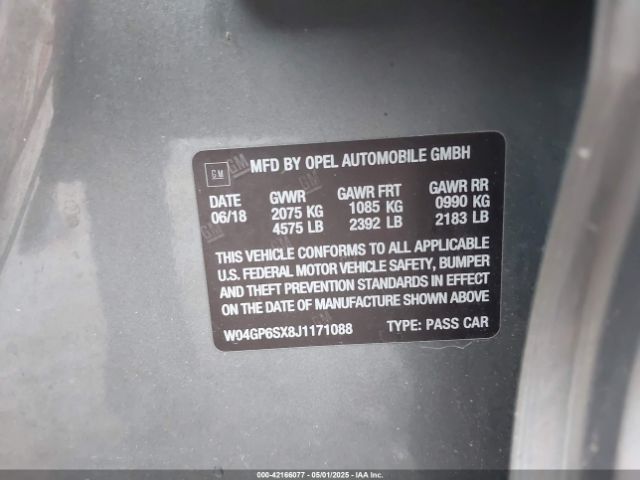 GM MFD BY OPEL AUTOMOBILE GMBH
DATE GVWR GAWR FRT GAWR RR
06/18 2075 KG 1085 KG 0990 KG
4575 LB 2392 LB 2183 LB
THIS VEHICLE CONFORMS TO ALL APPLICABLE
U.S. FEDERAL MOTOR VEHICLE SAFETY, BUMPER
AND THEFT PREVENTION STANDARDS IN EFFECT
ON THE DATE OF MANUFACTURE SHOWN ABOVE
W04GP6SX8J1171088 TYPE: PASS CAR
000-42166077 - 05/01/2025 - IAA Inc.